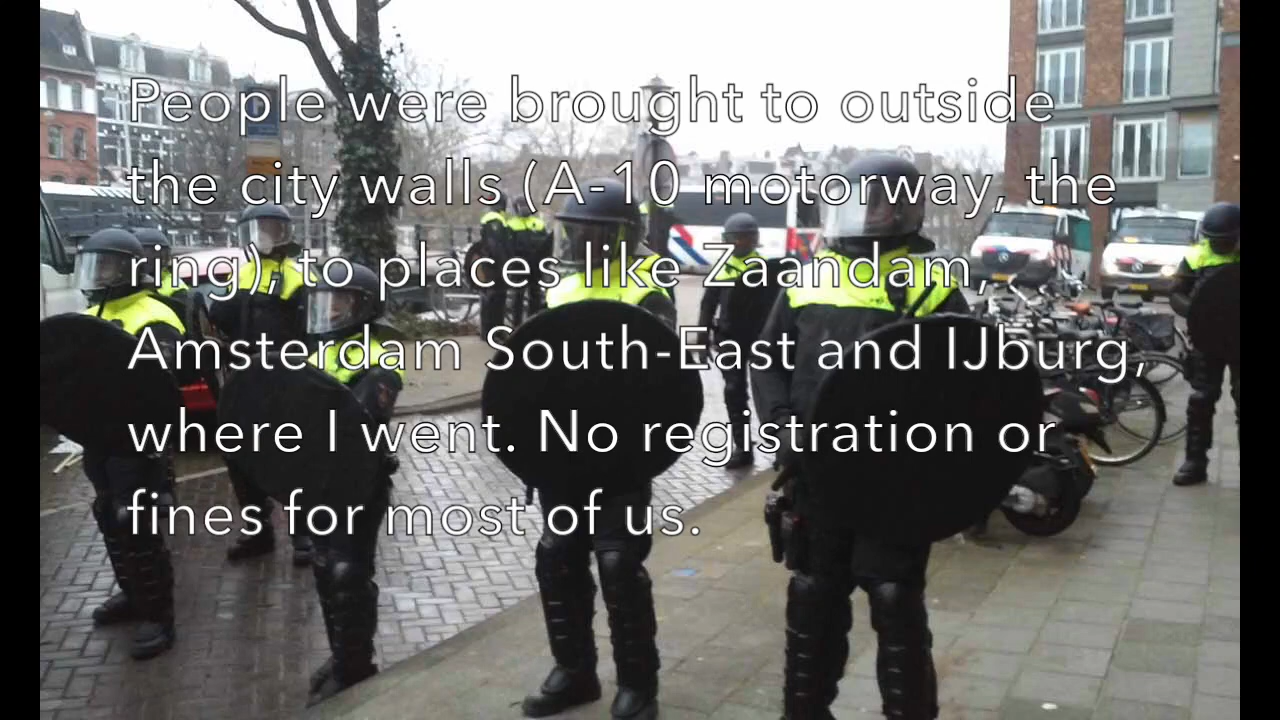 People were brought to outside
the city walls (A-10 motorway, the
ring), to places like Zaandam,
Amsterdam South-East and IJburg,
where I went. No registration or
fines for most of us.